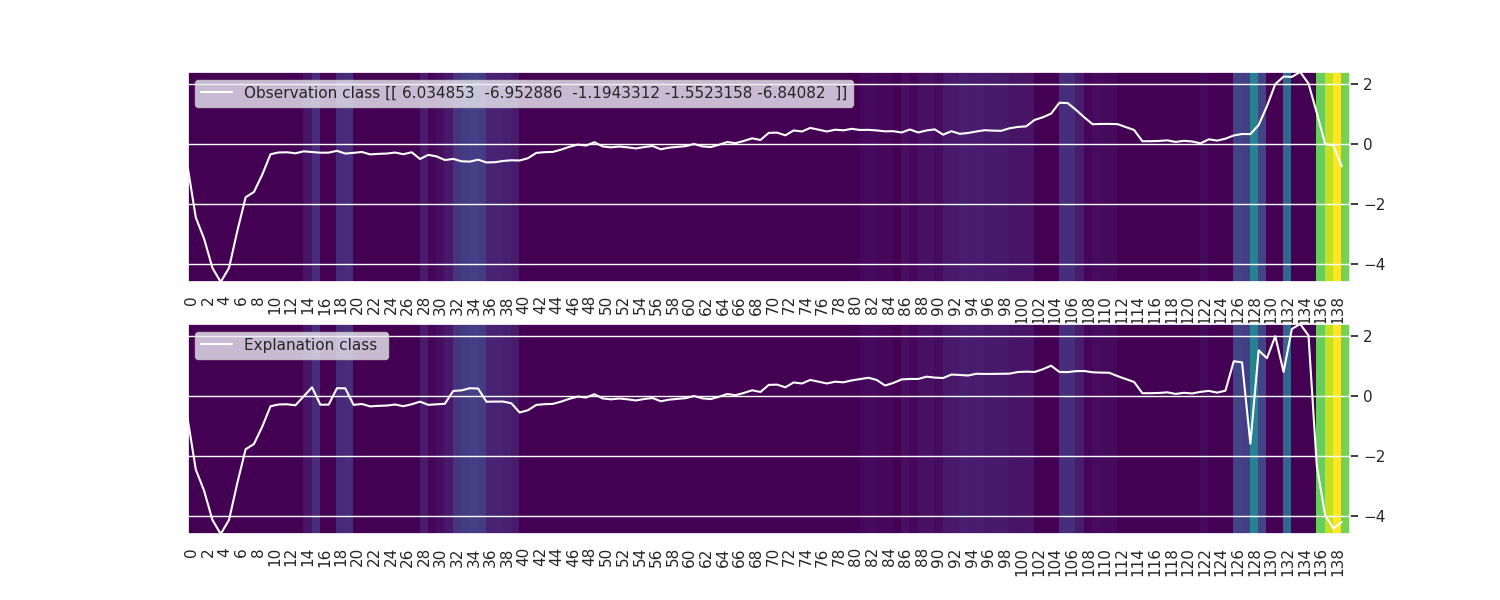 Observation class [[ 6.034853  -6.952886  -1.1943312 -1.5523158 -6.84082  ]]
2
0
−2
−4
0 2 4 6 8 10 12 14 16 18 20 22 24 26 28 30 32 34 36 38 40 42 44 46 48 50 52 54 56 58 60 62 64 66 68 70 72 74 76 78 80 82 84 86 88 90 92 94 96 98 100 102 104 106 108 110 112 114 116 118 120 122 124 126 128 130 132 134 136 138
Explanation class
2
0
−2
−4
0 2 4 6 8 10 12 14 16 18 20 22 24 26 28 30 32 34 36 38 40 42 44 46 48 50 52 54 56 58 60 62 64 66 68 70 72 74 76 78 80 82 84 86 88 90 92 94 96 98 100 102 104 106 108 110 112 114 116 118 120 122 124 126 128 130 132 134 136 138